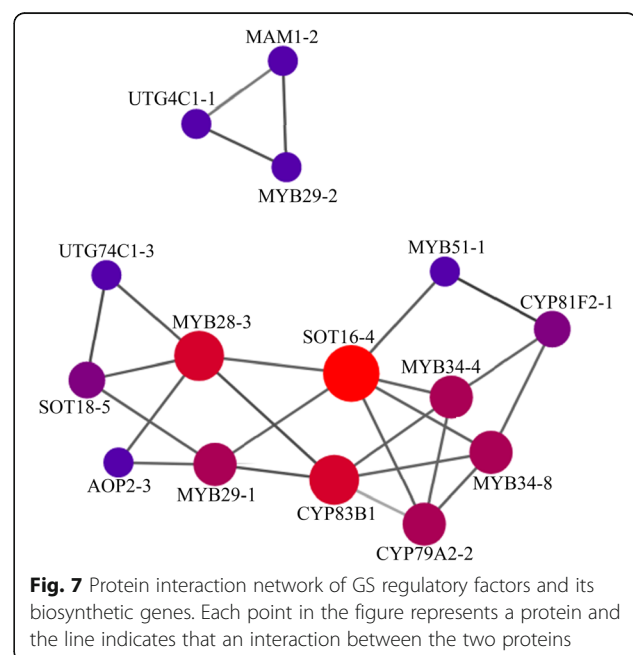 MAM1-2
UTG4C1-1
MYB29-2
UTG74C1-3
MYB51-1
CYP81F2-1
MYB28-3
SOT16-4
MYB34-4
SOT18-5
AOP2-3
MYB29-1
CYP83B1
MYB34-8
CYP79A2-2
Fig. 7 Protein interaction network of GS regulatory factors and its
biosynthetic genes. Each point in the figure represents a protein and
the line indicates that an interaction between the two proteins